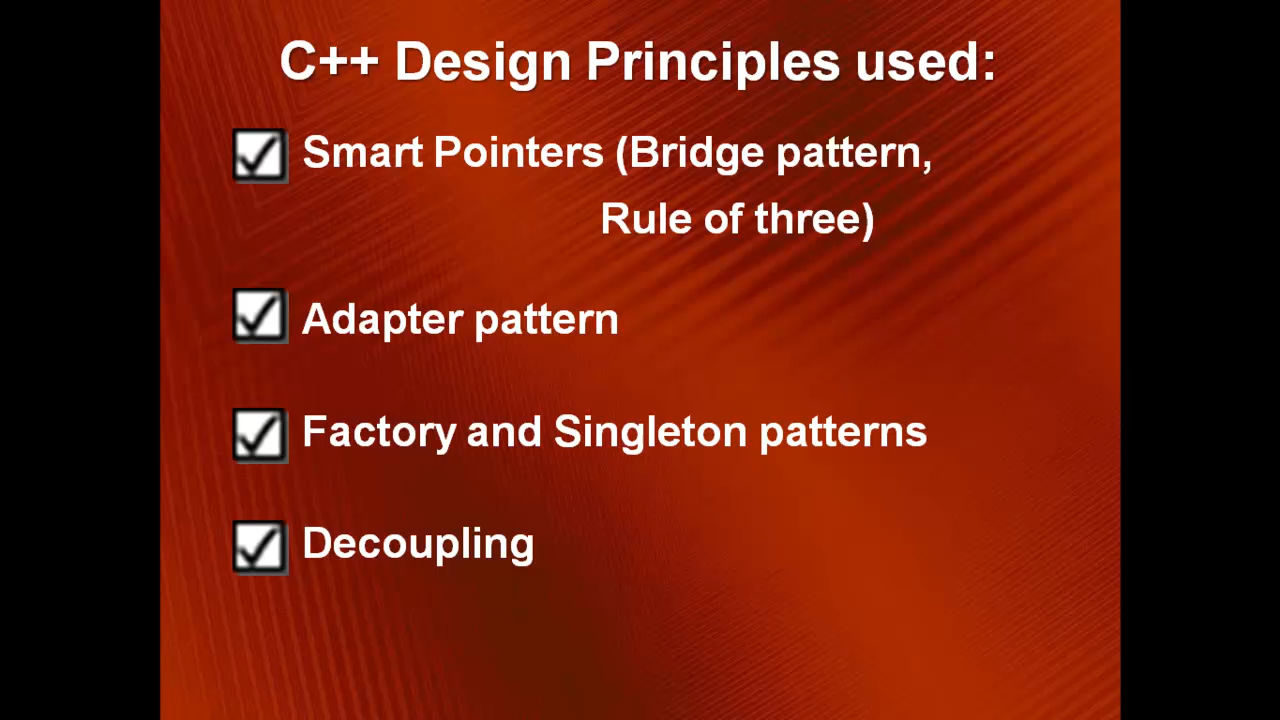 C++ Design Principles used:
Smart Pointers (Bridge pattern,
Rule of three)
Adapter pattern
Factory and Singleton patterns
Decoupling